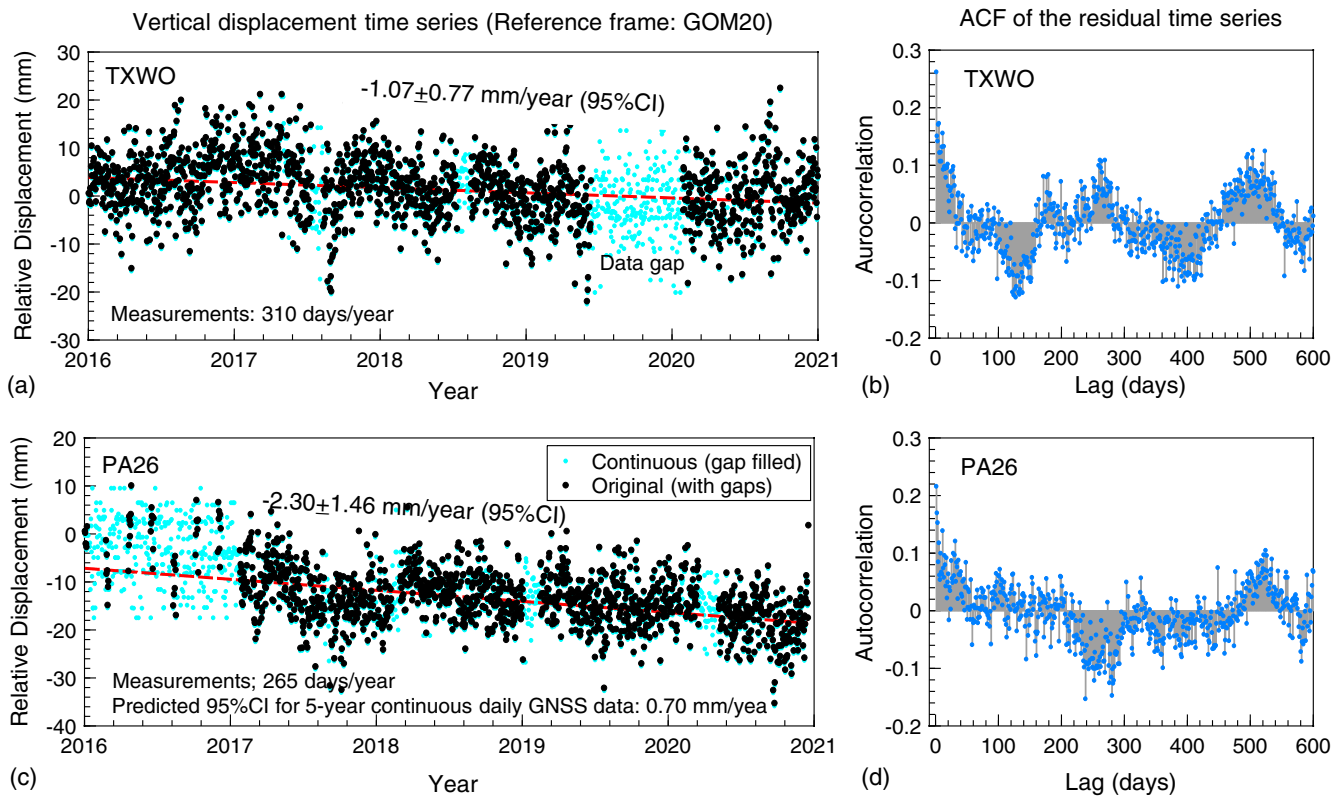 Vertical displacement time series (Reference frame: GOM20)
ACF of the residual time series
30
20
10
0
-10
-20
-30
Relative Displacement (mm)
TXWO
-1.07±0.77 mm/year (95%CI)
Data gap
Measurements: 310 days/year
2016 2017 2018 2019 2020 2021
Year
(a)
0.3
0.2
0.1
0
-0.1
-0.2
Aurocorrelation
TXWO
0 100 200 300 400 500 600
Lag (days)
(b)
20
10
0
-10
-20
-30
-40
Relative Displacement (mm)
PA26
Continuous (gap filled)
Original (with gaps)
-2.30±1.46 mm/year (95%CI)
Measurements; 265 days/year
Predicted 95%CI for 5-year continuous daily GNSS data: 0.70 mm/yea
2016 2017 2018 2019 2020 2021
Year
(c)
0.3
0.2
0.1
0
-0.1
-0.2
Autocorrelation
PA26
0 100 200 300 400 500 600
Lag (days)
(d)